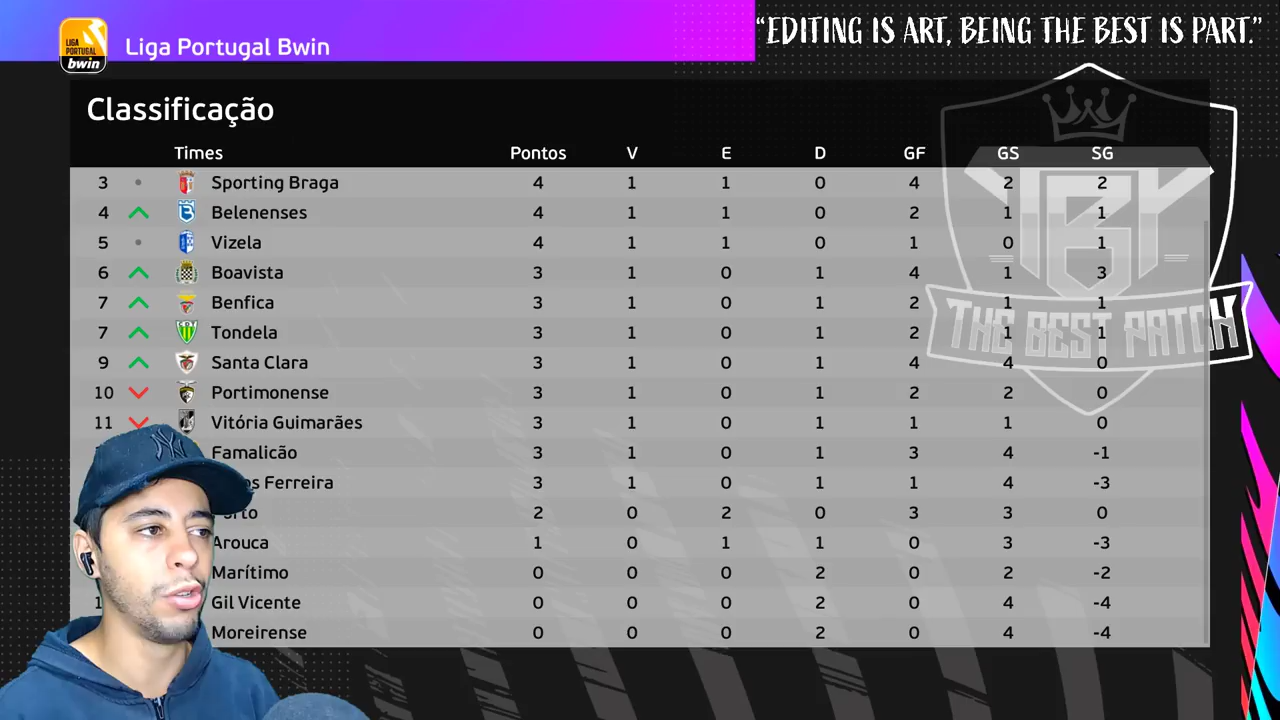 "EDITING IS ART, BEING THE BEST IS PART."
LIGA
PORTUGAL
bwin
Liga Portugal Bwin
Classificação
Times Pontos V E D GF GS SG
3 Sporting Braga 4 1 1 0 4 2 2
4 Belenenses 4 1 1 0 2 1 1
5 Vizela 4 1 1 0 1 0 1
6 Boavista 3 1 0 1 4 1 3
7 Benfica 3 1 0 1 2 1 1
7 Tondela 3 1 0 1 2 1 1
9 Santa Clara 3 1 0 1 4 4 0
10 Portimonense 3 1 0 1 2 2 0
11 Vitória Guimarães 3 1 0 1 1 1 0
Famalicão 3 1 0 1 3 4 -1
Ferreira 3 1 0 1 1 4 -3
2 0 2 0 3 3 0
Arouca 1 0 1 1 0 3 -3
Marítimo 0 0 0 2 0 2 -2
Gil Vicente 0 0 0 2 0 4 -4
Moreirense 0 0 0 2 0 4 -4
TBP
THE BEST PATCH
NY